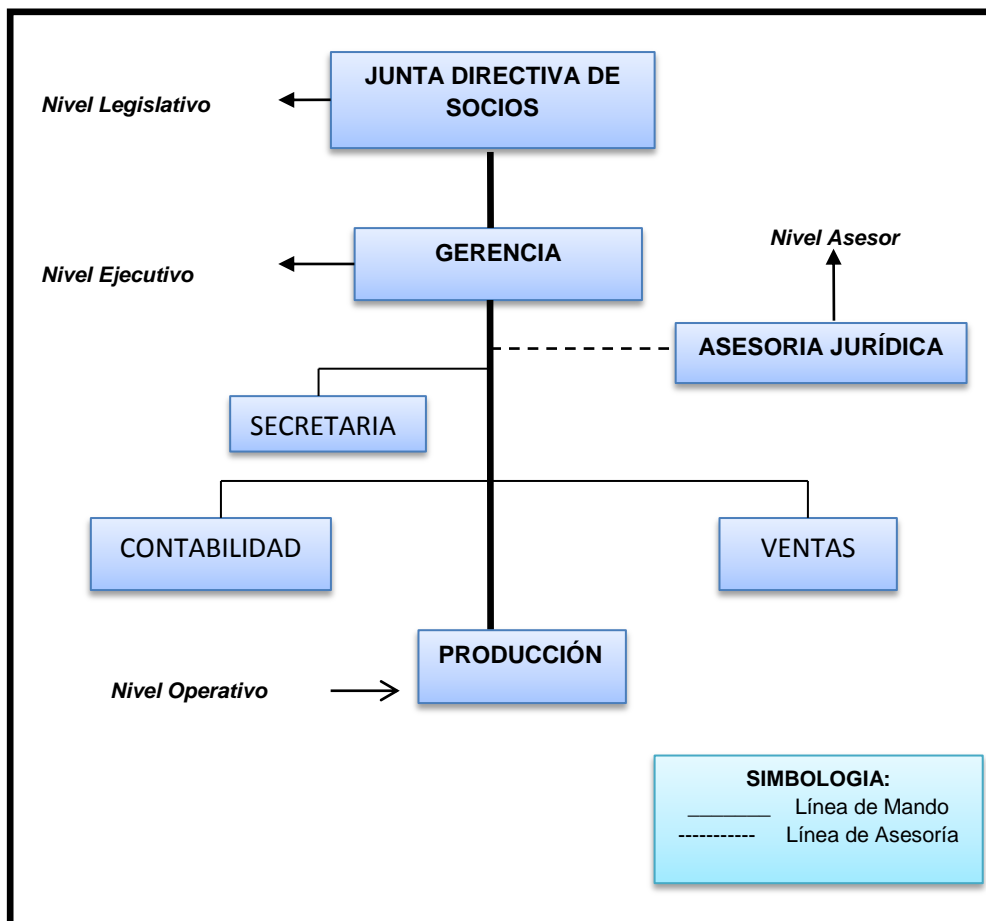 JUNTA DIRECTIVA DE
SOCIOS
Nivel Legislativo
GERENCIA
Nivel Asesor
Nivel Ejecutivo
ASESORIA JURÍDICA
SECRETARIA
CONTABILIDAD
VENTAS
PRODUCCIÓN
Nivel Operativo
SIMBOLOGIA:
_______ Línea de Mando
----------- Línea de Asesoría